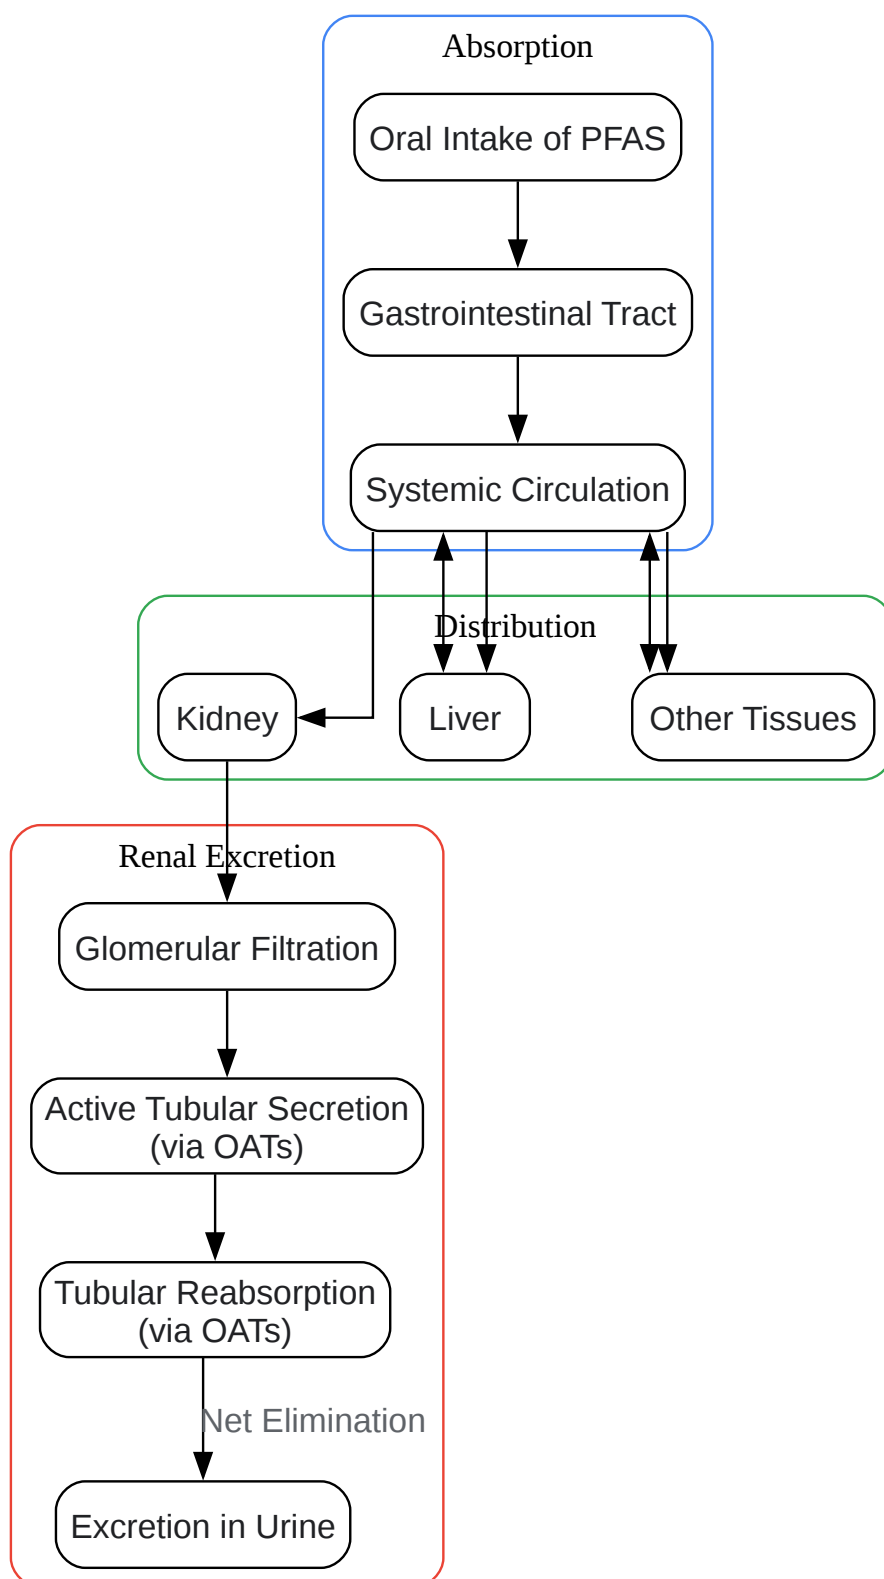 Absorption
Oral Intake of PFAS
Gastrointestinal Tract
Systemic Circulation
Distribution
Kidney
Liver
Other Tissues
Renal Excretion
Glomerular Filtration
Active Tubular Secretion
(via OATs)
Tubular Reabsorption
(via OATs)
Net Elimination
Excretion in Urine